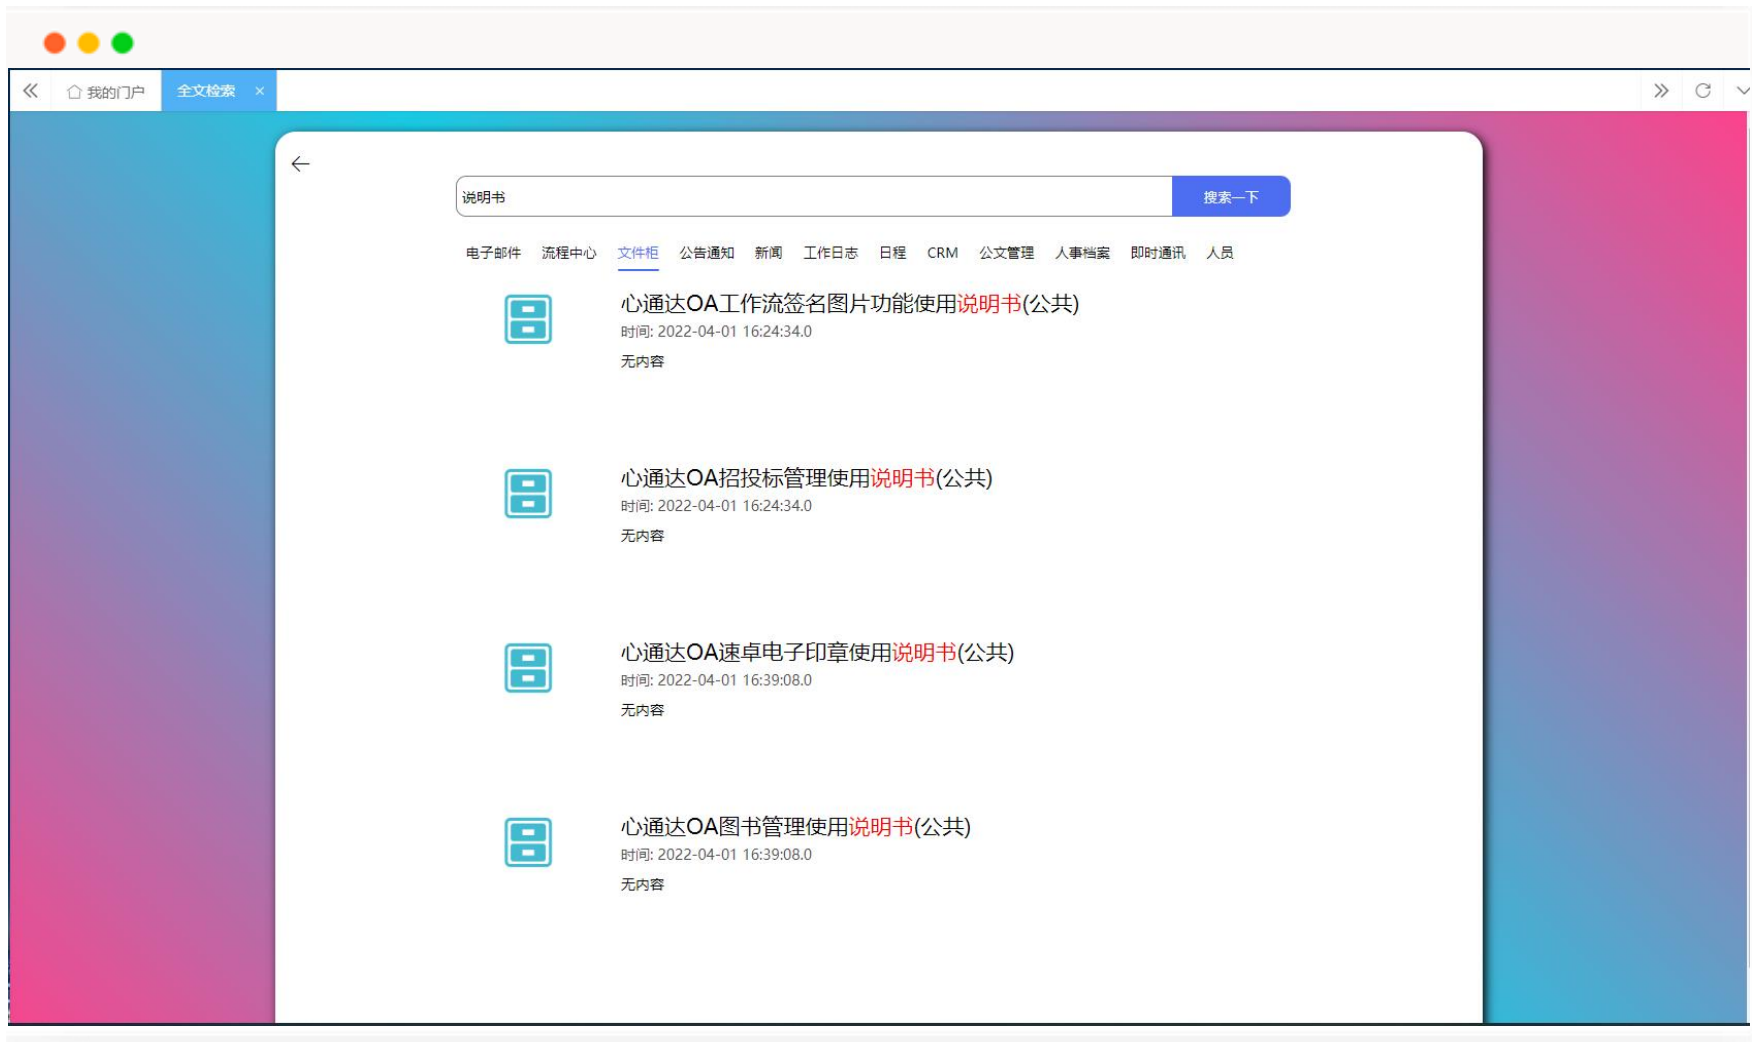 我的门户 全文检索
说明书 搜索一下
电子邮件 流程中心 文件柜 公告通知 新闻 工作日志 日程 CRM 公文管理 人事档案 即时通讯 人员
心通达OA工作流签名图片功能使用说明书(公共)
时间: 2022-04-01 16:24:34.0
无内容
心通达OA招投标管理使用说明书(公共)
时间: 2022-04-01 16:24:34.0
无内容
心通达OA速卓电子印章使用说明书(公共)
时间: 2022-04-01 16:39:08.0
无内容
心通达OA图书管理使用说明书(公共)
时间: 2022-04-01 16:39:08.0
无内容